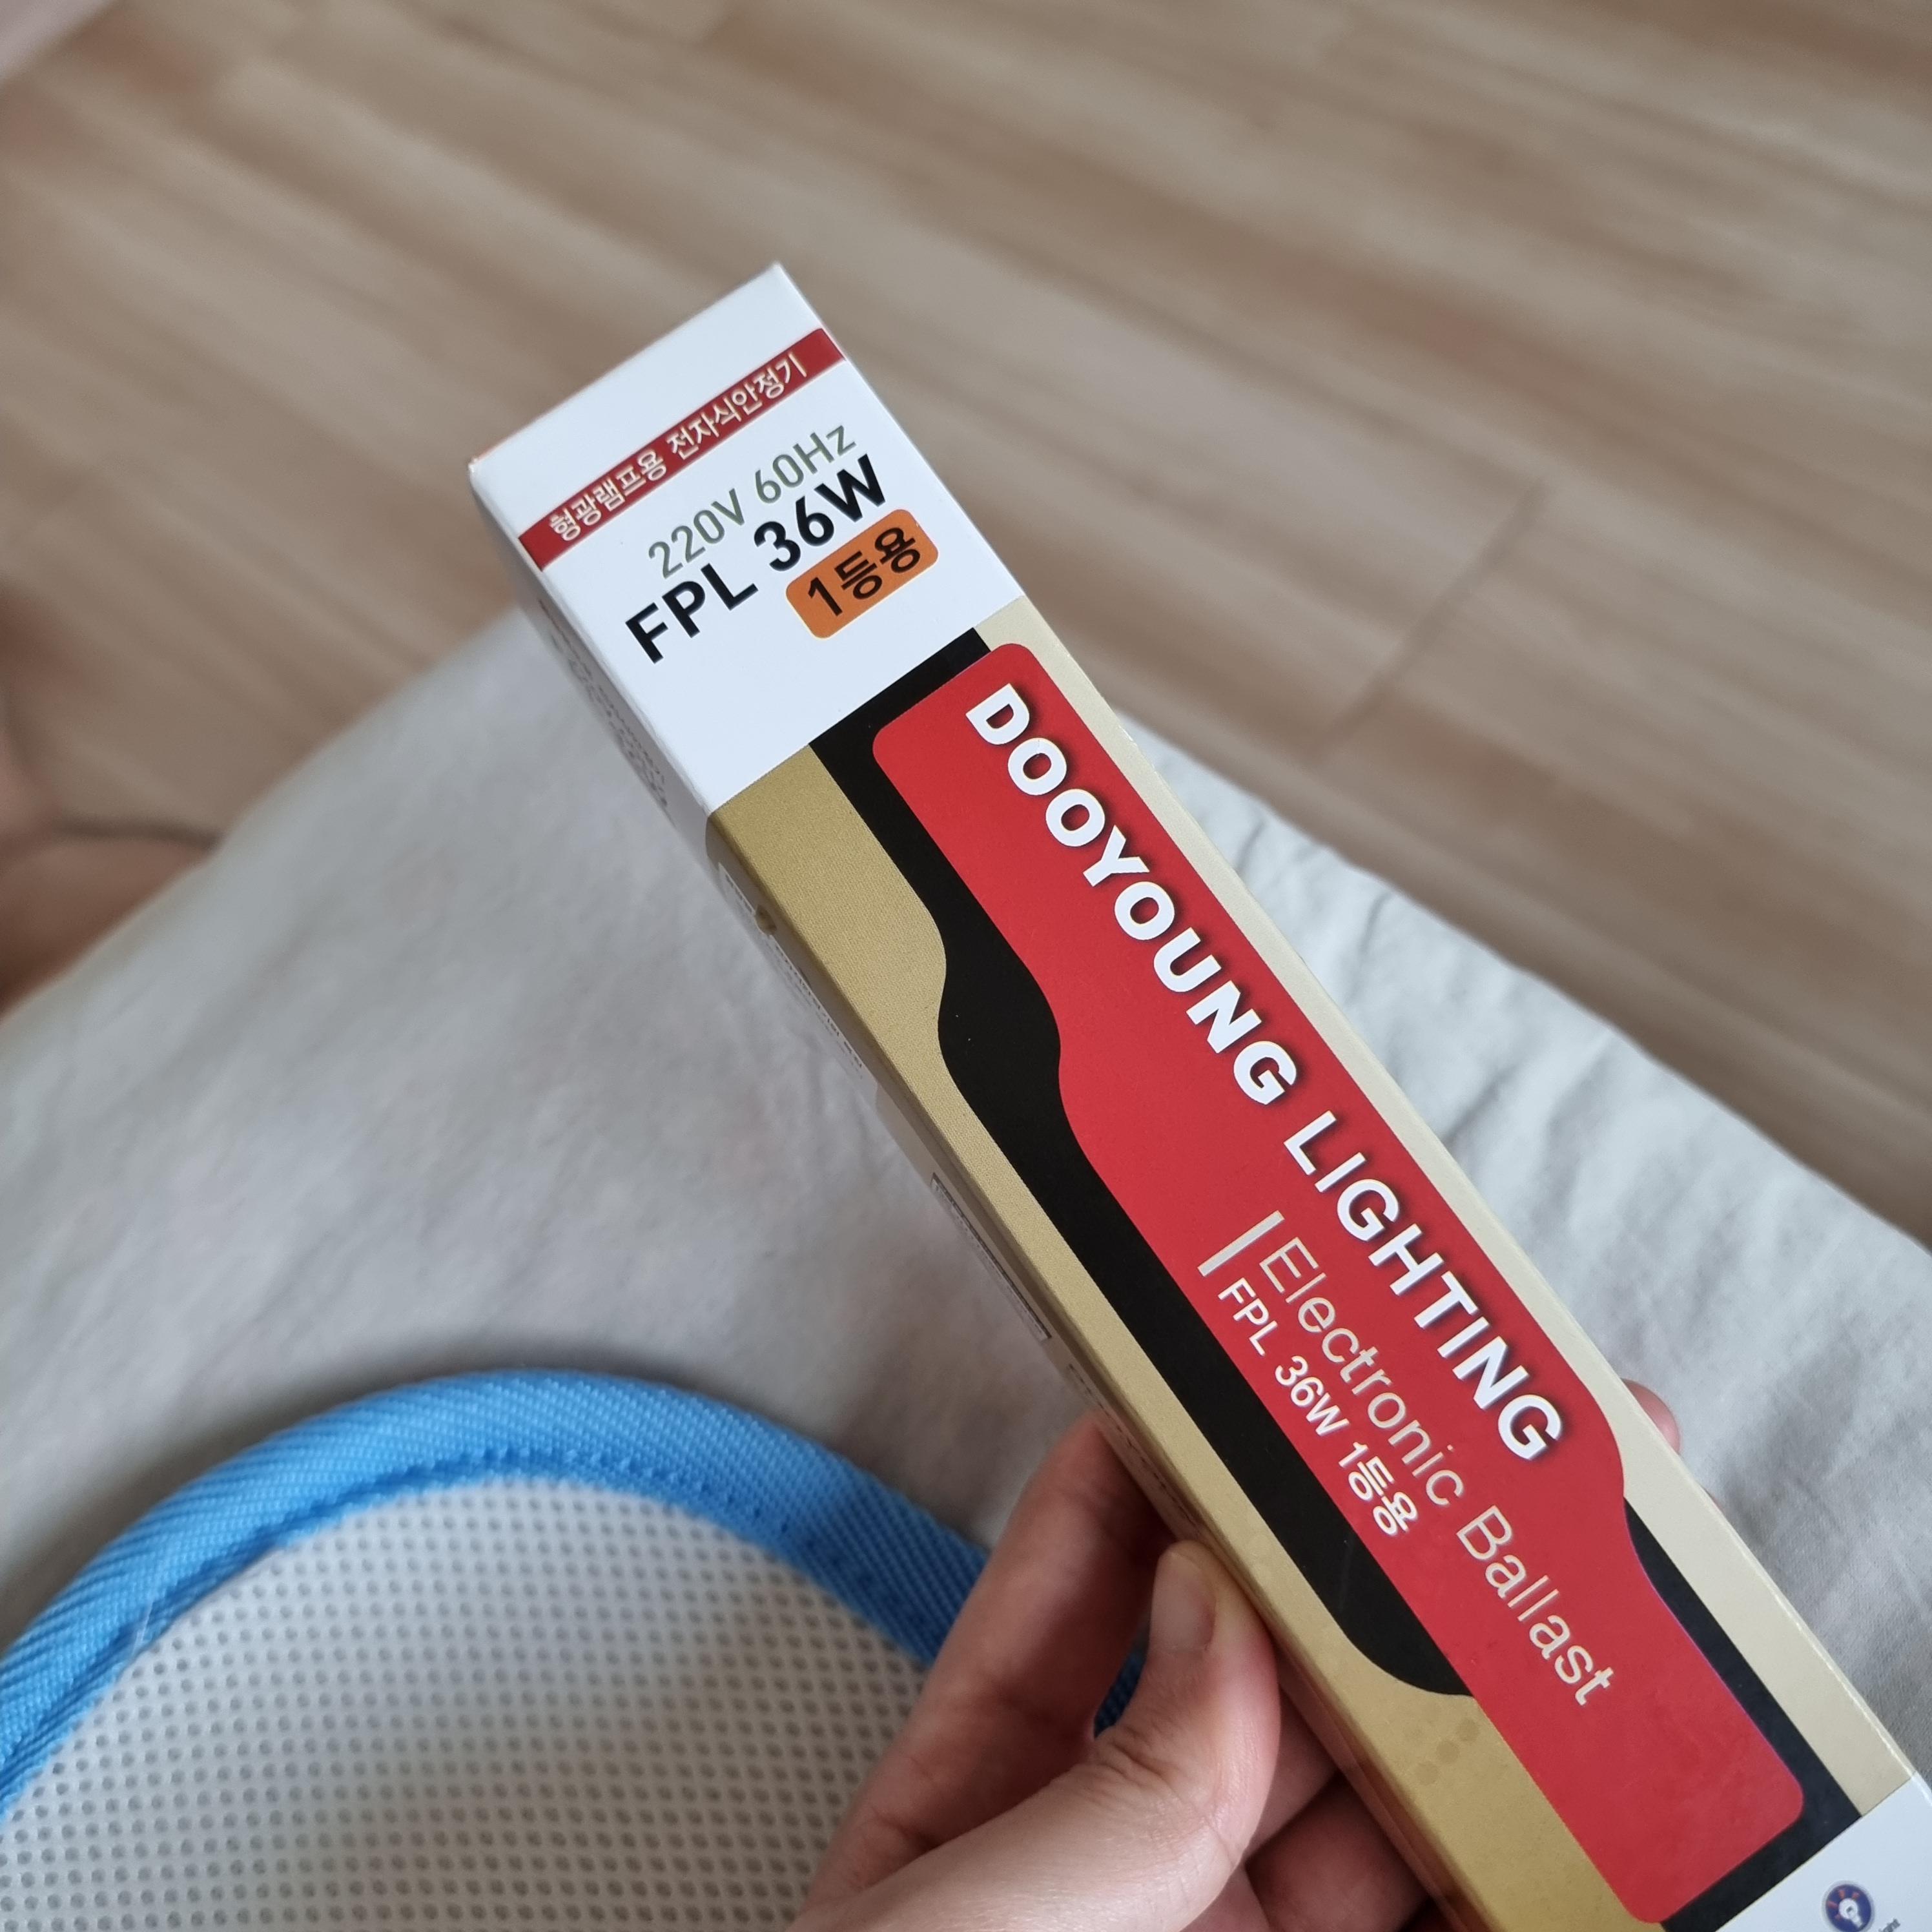 형광램프용 전자식안정기
220V 60Hz
FPL 36W
1등용
DOOYOUNG LIGHTING
Electronic Ballast
FPL 36W 1등용